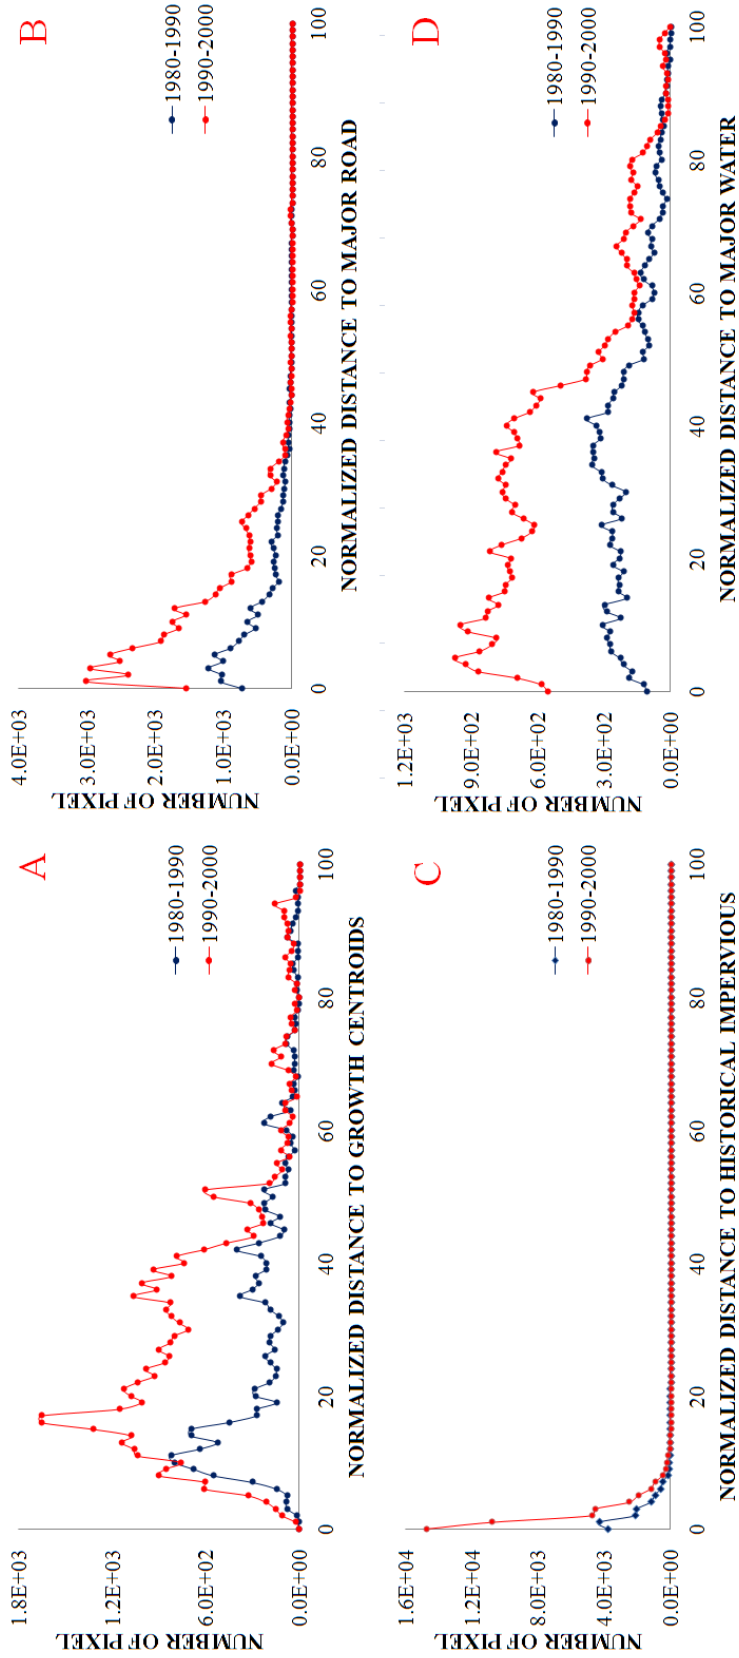 A
1.8E+03
1.2E+03
6.0E+02
0.0E+00
NUMBER OF PIXEL
0 20 40 60 80 100
NORMALIZED DISTANCE TO GROWTH CENTROIDS
1980-1990
1990-2000
B
4.0E+03
3.0E+03
2.0E+03
1.0E+03
0.0E+00
NUMBER OF PIXEL
0 20 40 60 80 100
NORMALIZED DISTANCE TO MAJOR ROAD
1980-1990
1990-2000
C
1.6E+04
1.2E+04
8.0E+03
4.0E+03
0.0E+00
NUMBER OF PIXEL
0 20 40 60 80 100
NORMALIZED DISTANCE TO HISTORICAL IMPERVIOUS
1980-1990
1990-2000
D
1.2E+03
9.0E+02
6.0E+02
3.0E+02
0.0E+00
NUMBER OF PIXEL
0 20 40 60 80 100
NORMALIZED DISTANCE TO MAJOR WATER
1980-1990
1990-2000